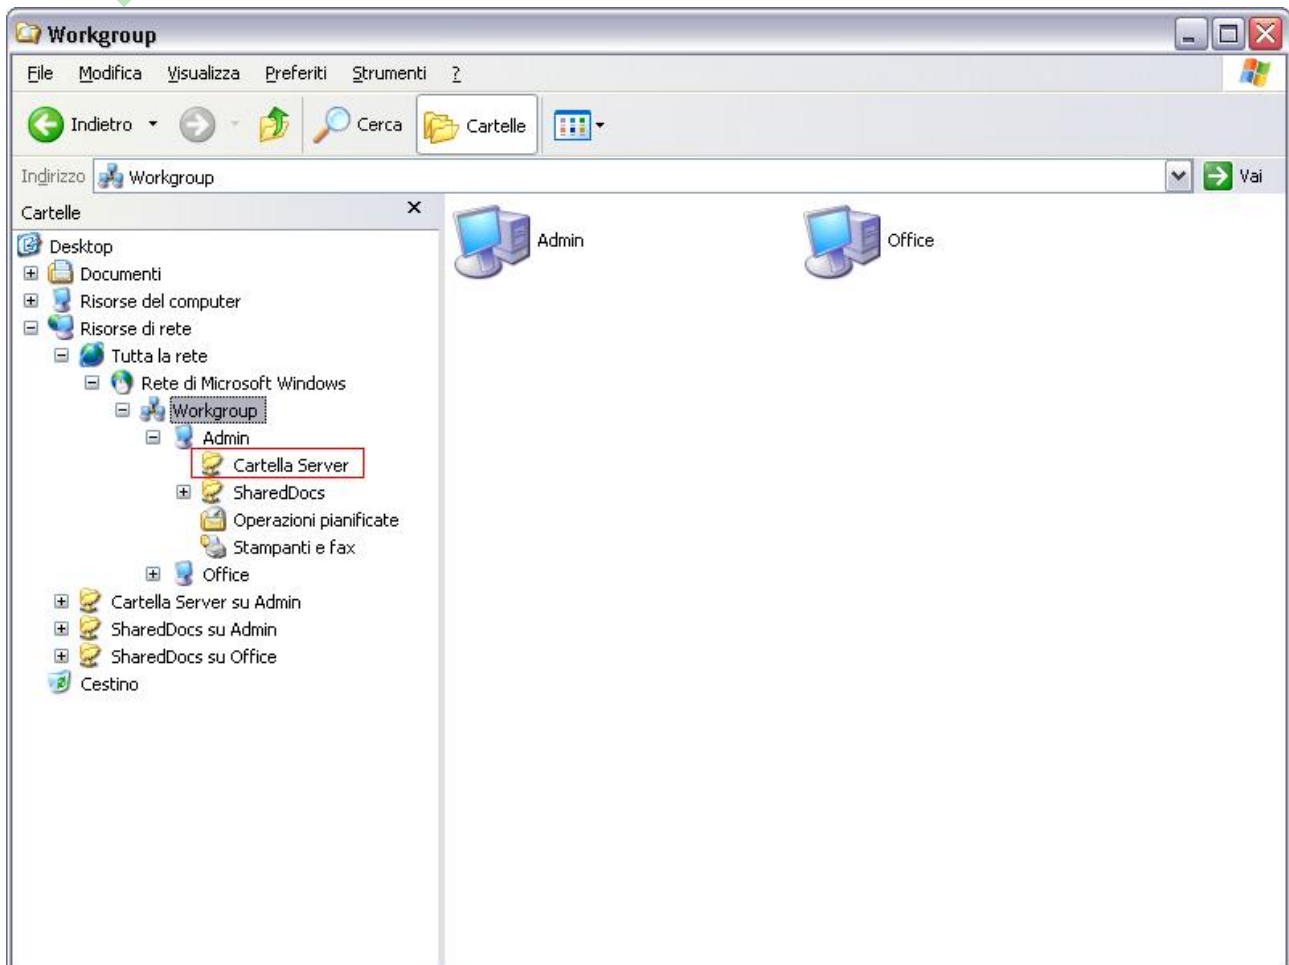 Workgroup
File Modifica Visualizza Preferiti Strumenti ?
Indietro Cerca Cartelle
Indirizzo Workgroup Vai
Cartelle
Desktop
Documenti
Risorse del computer
Risorse di rete
Tutta la rete
Rete di Microsoft Windows
Workgroup
Admin
Cartella Server
SharedDocs
Operazioni pianificate
Stampanti e fax
Office
Cartella Server su Admin
SharedDocs su Admin
SharedDocs su Office
Cestino
Admin Office